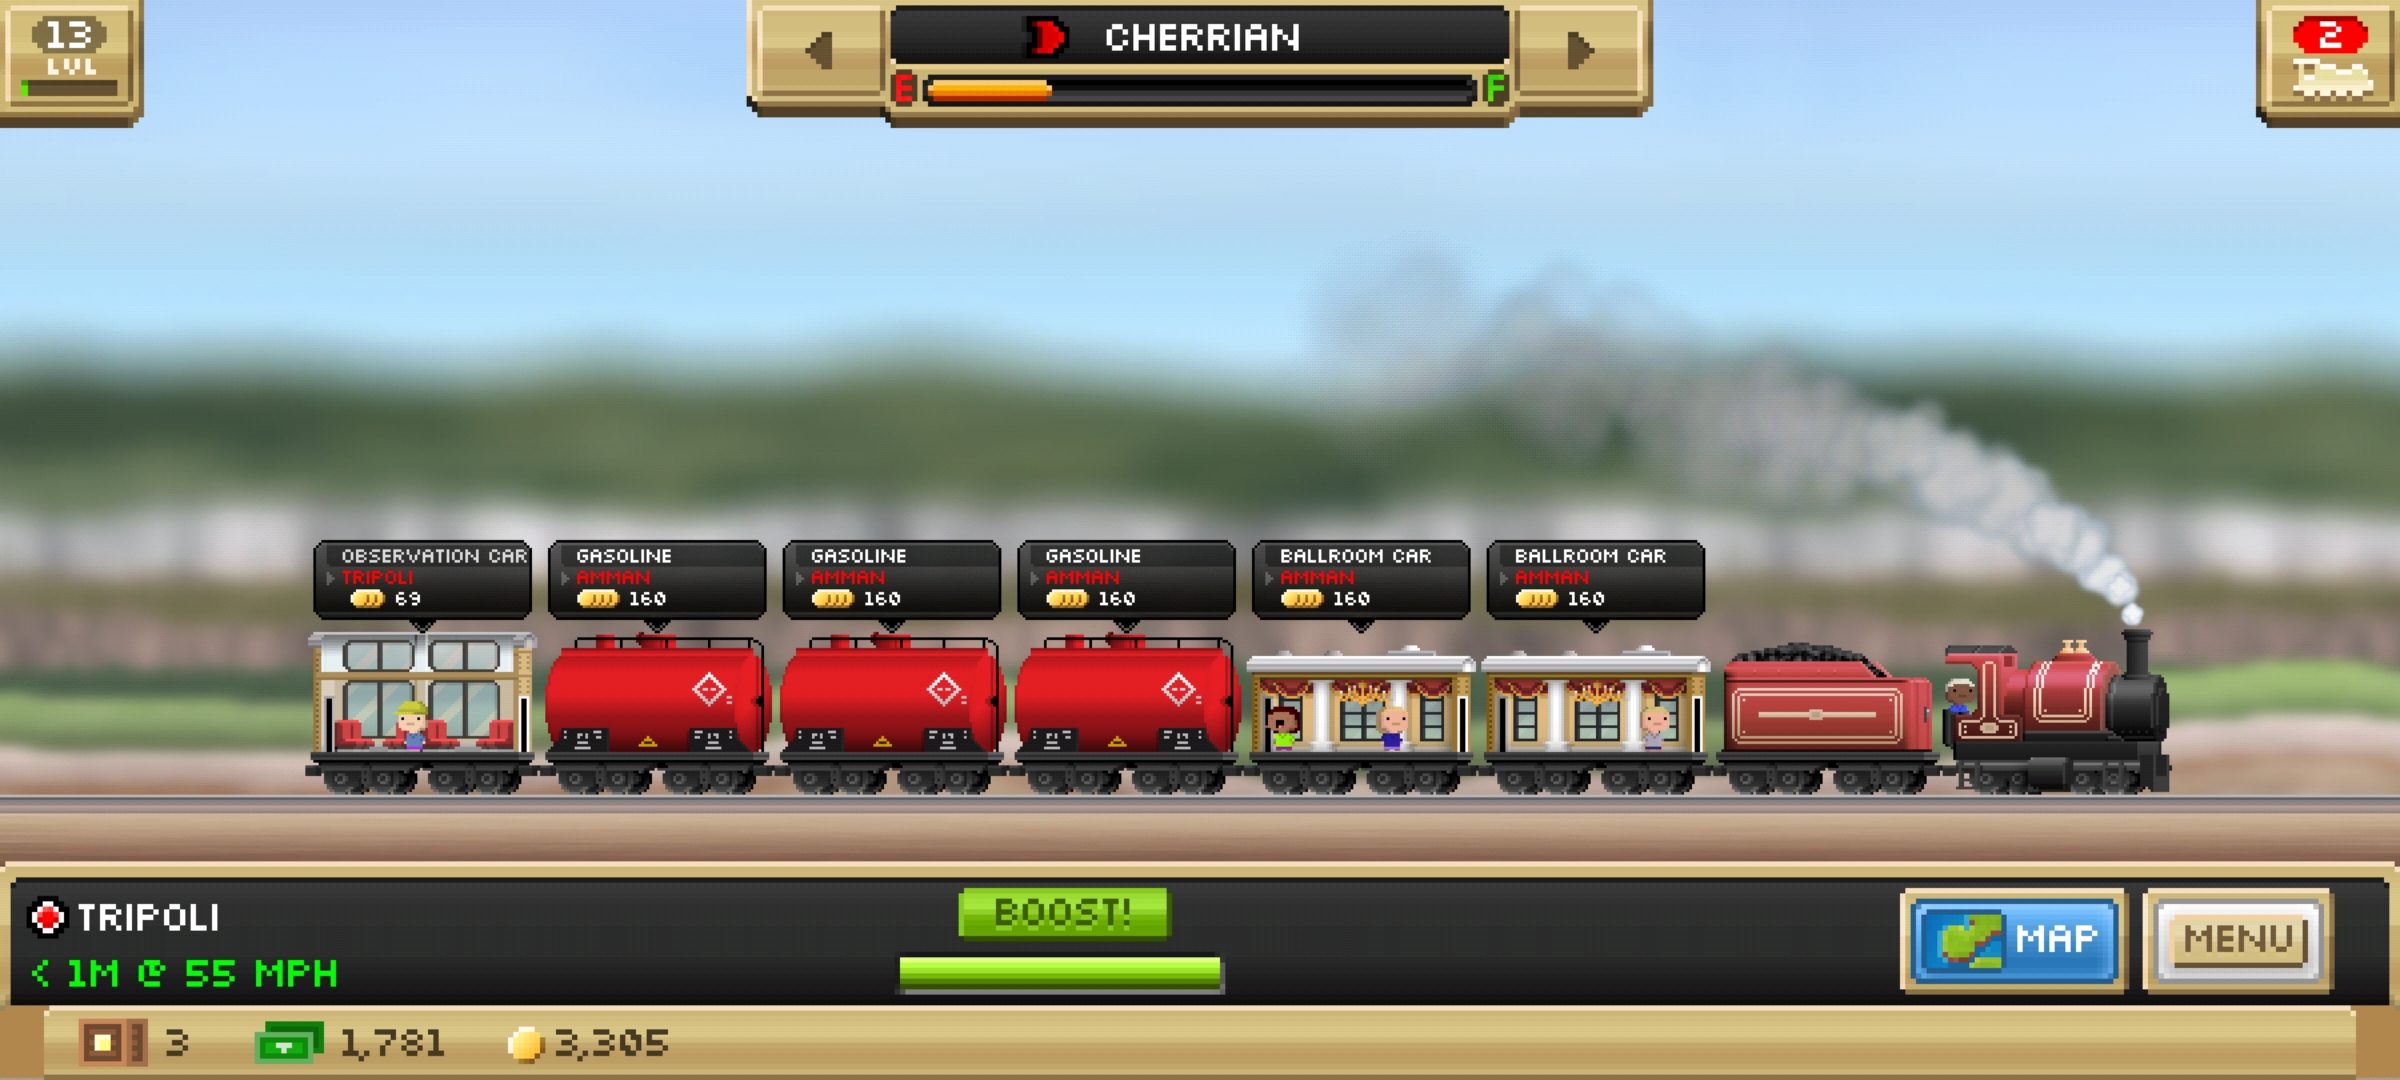 13
LVL
CHERRIAN
E F
2
OBSERVATION CAR
TRIPOLI
69
GASOLINE
AMMAN
160
GASOLINE
AMMAN
160
GASOLINE
AMMAN
160
BALLROOM CAR
AMMAN
160
BALLROOM CAR
AMMAN
160
TRIPOLI
< 1M @ 55 MPH
BOOST!
MAP
MENU
3
1,781
3,305